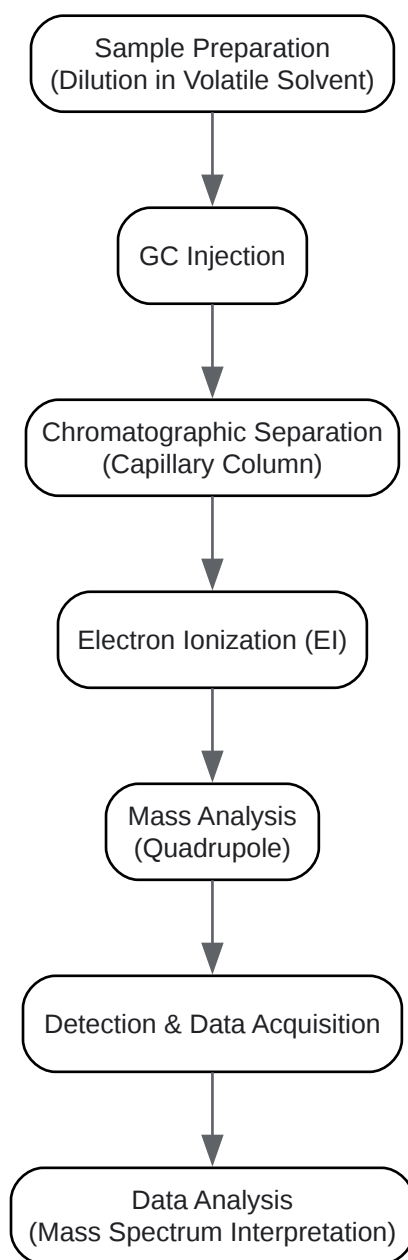 Sample Preparation
(Dilution in Volatile Solvent)
GC Injection
Chromatographic Separation
(Capillary Column)
Electron Ionization (EI)
Mass Analysis
(Quadrupole)
Detection & Data Acquisition
Data Analysis
(Mass Spectrum Interpretation)